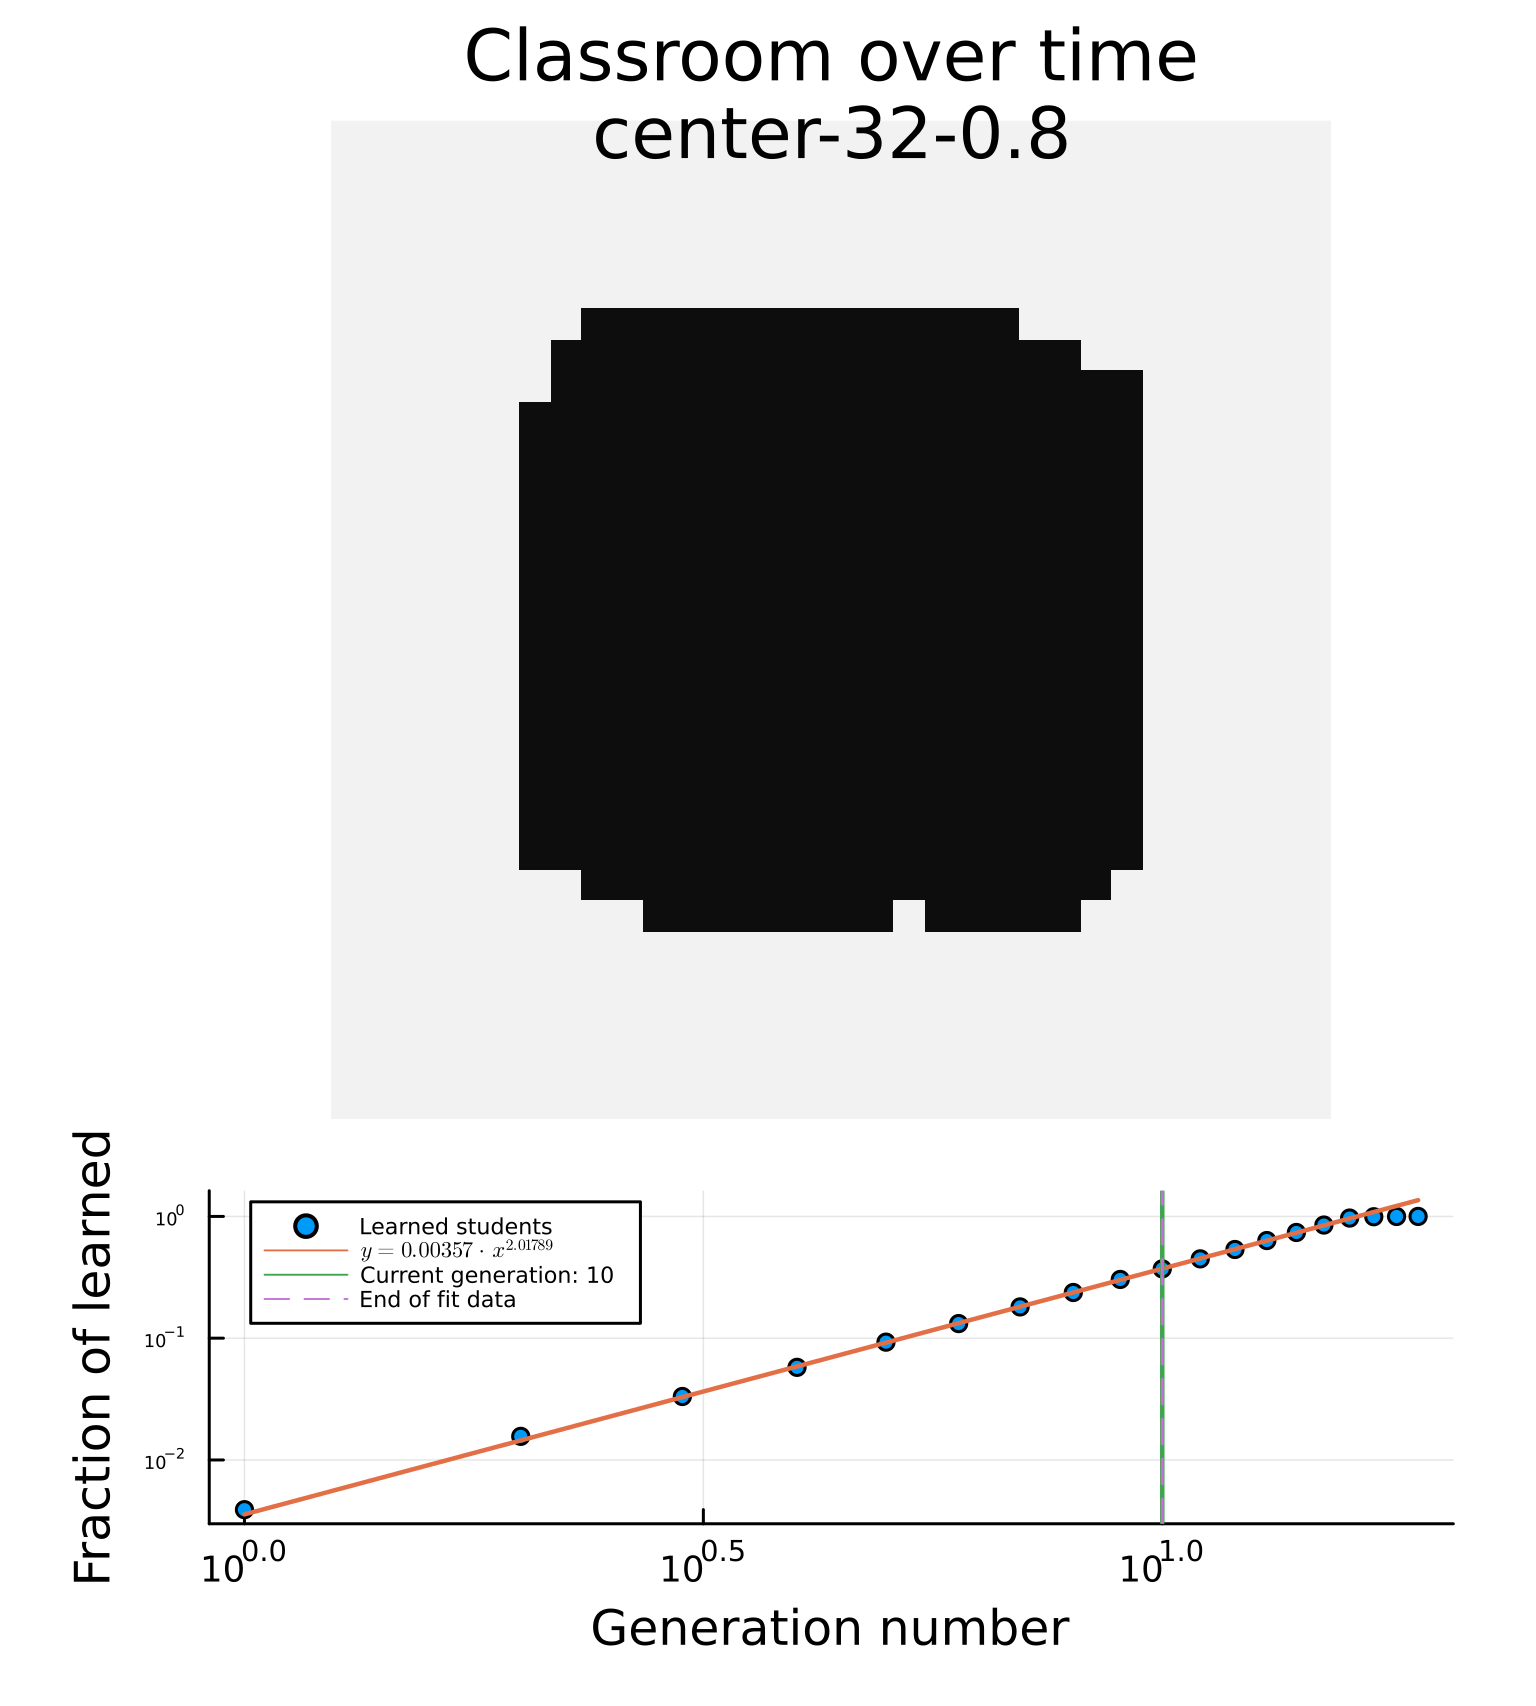 Classroom over time
center-32-0.8
Fraction of learned
10⁰
10⁻¹
10⁻²
Learned students
y = 0.00357 · x^2.01789
Current generation: 10
End of fit data
10^0.0
10^0.5
10^1.0
Generation number